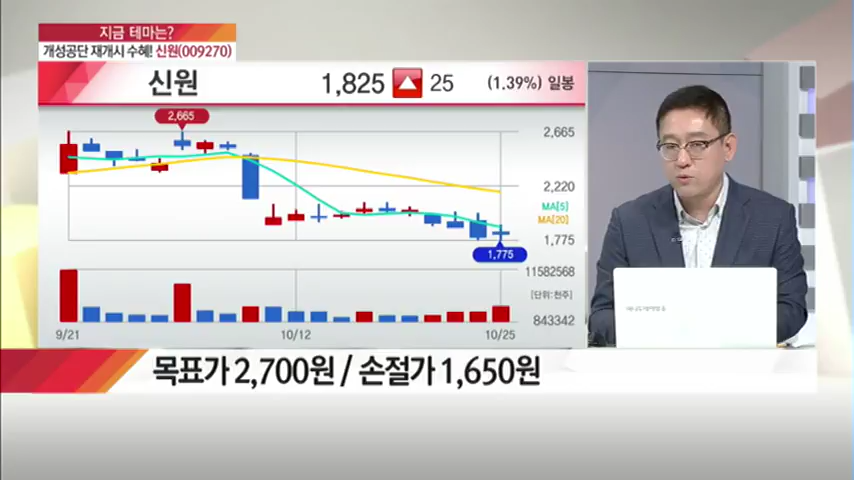 지금 테마는?
개성공단 재개시 수혜! 신원(009270)
신원 1,825 25 (1.39%) 일봉
2,665
2,665
2,220
MA[5]
MA[20]
1,775
1,775
11582568
[단위:천주]
843342
9/21 10/12 10/25
목표가 2,700원 / 손절가 1,650원